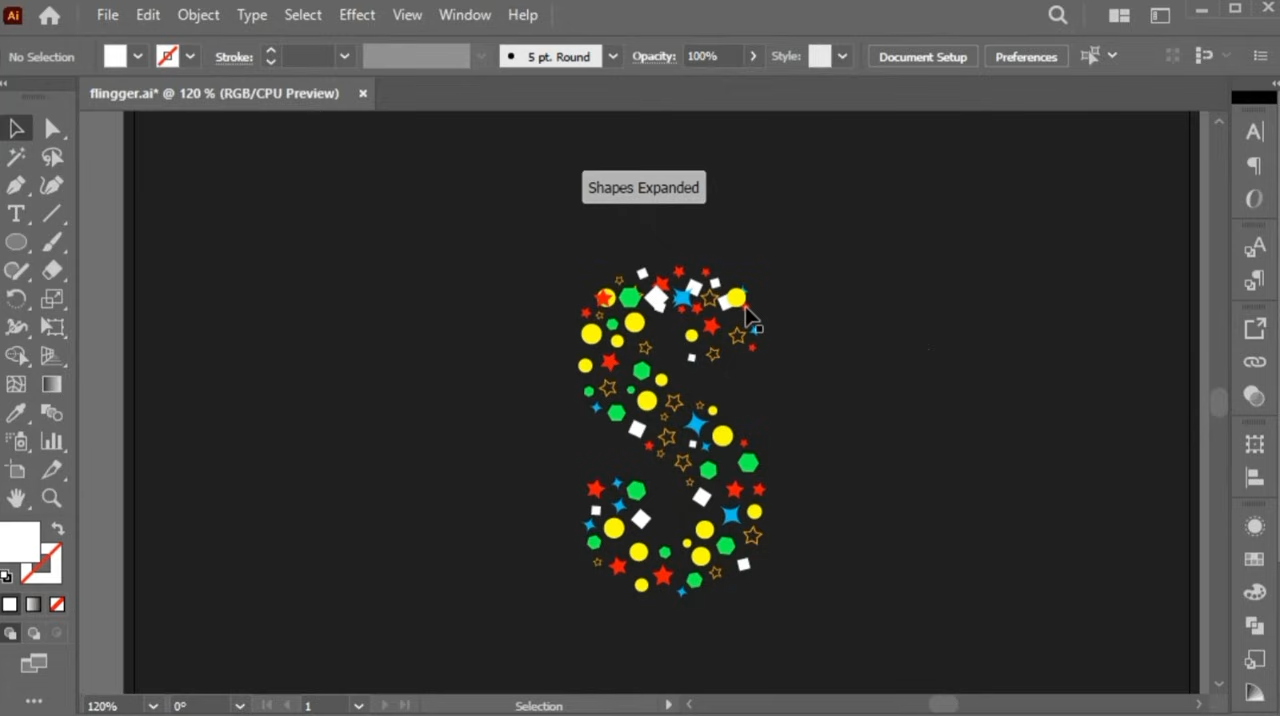 Ai File Edit Object Type Select Effect View Window Help
No Selection Stroke: 5 pt. Round Opacity: 100% Style: Document Setup Preferences
flingger.ai* @ 120 % (RGB/CPU Preview) ×
Shapes Expanded
120% 0° 1 Selection